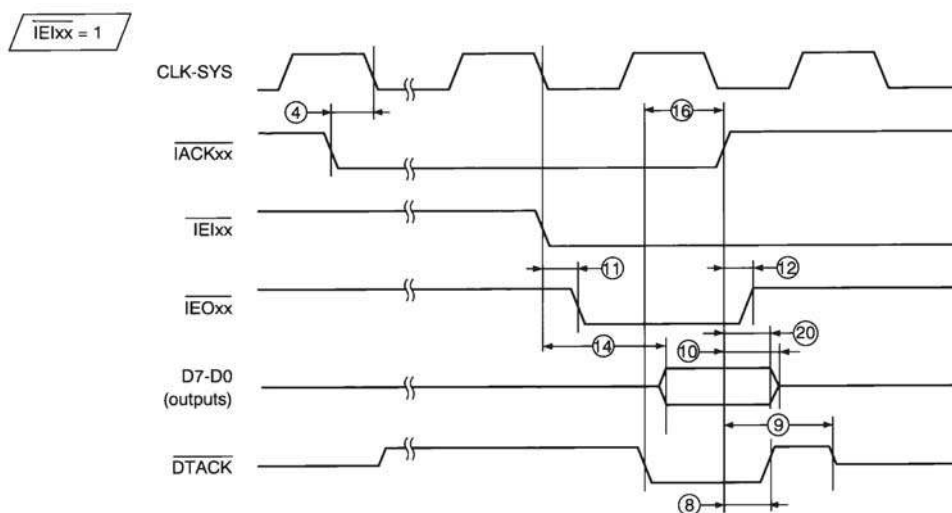 IEIxx = 1
CLK-SYS
4
16
IACKxx
IEIxx
11
12
IEOxx
20
14
10
D7-D0
(outputs)
9
DTACK
8